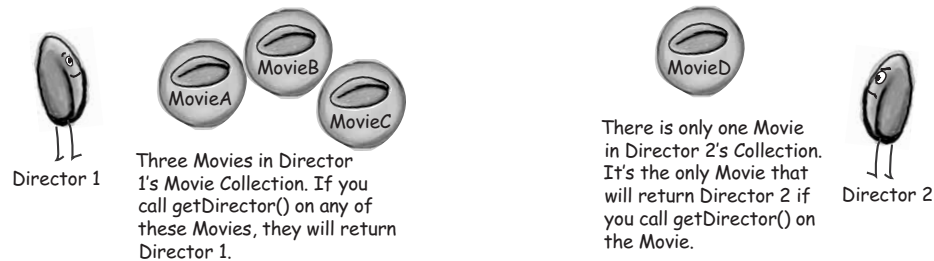 MovieA
MovieB
MovieC
Director 1
Three Movies in Director
1's Movie Collection. If you
call getDirector() on any of
these Movies, they will return
Director 1.
MovieD
There is only one Movie
in Director 2's Collection.
It's the only Movie that
will return Director 2 if
you call getDirector() on
the Movie.
Director 2